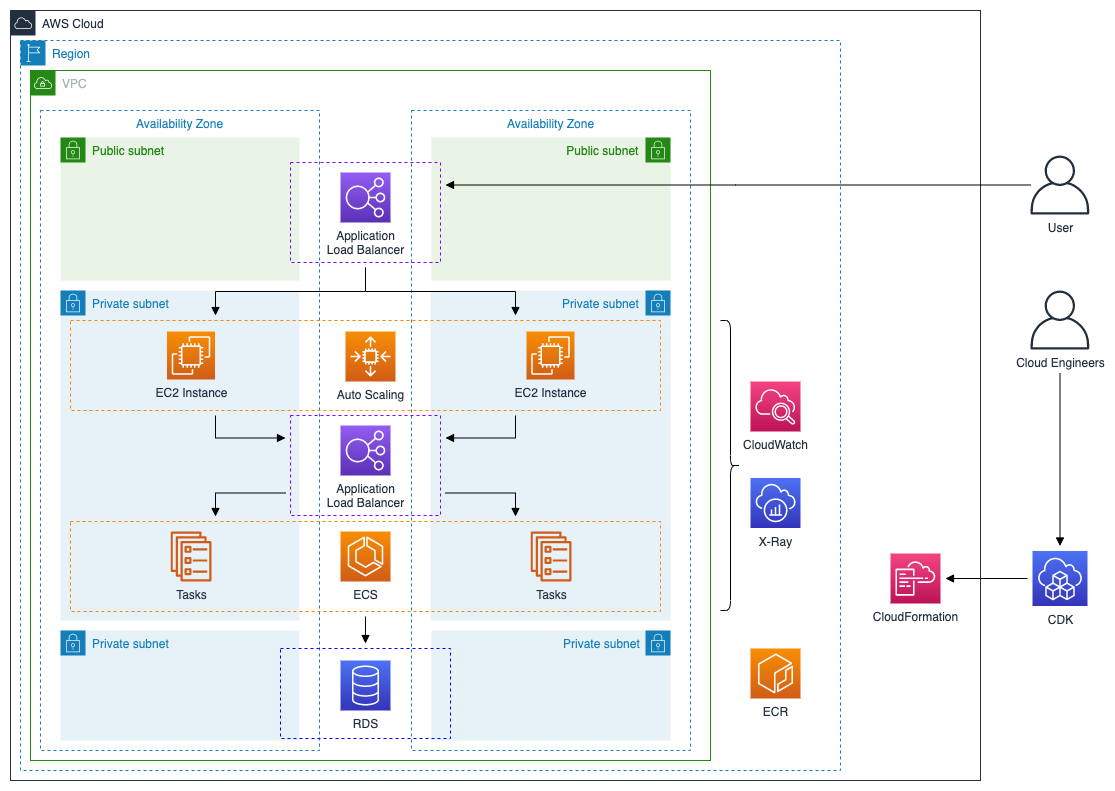 AWS Cloud
Region
VPC
Availability Zone
Availability Zone
Public subnet
Public subnet
Application
Load Balancer
User
Private subnet
Private subnet
EC2 Instance
Auto Scaling
EC2 Instance
Cloud Engineers
CloudWatch
Application
Load Balancer
X-Ray
Tasks
ECS
Tasks
CloudFormation
CDK
Private subnet
Private subnet
RDS
ECR